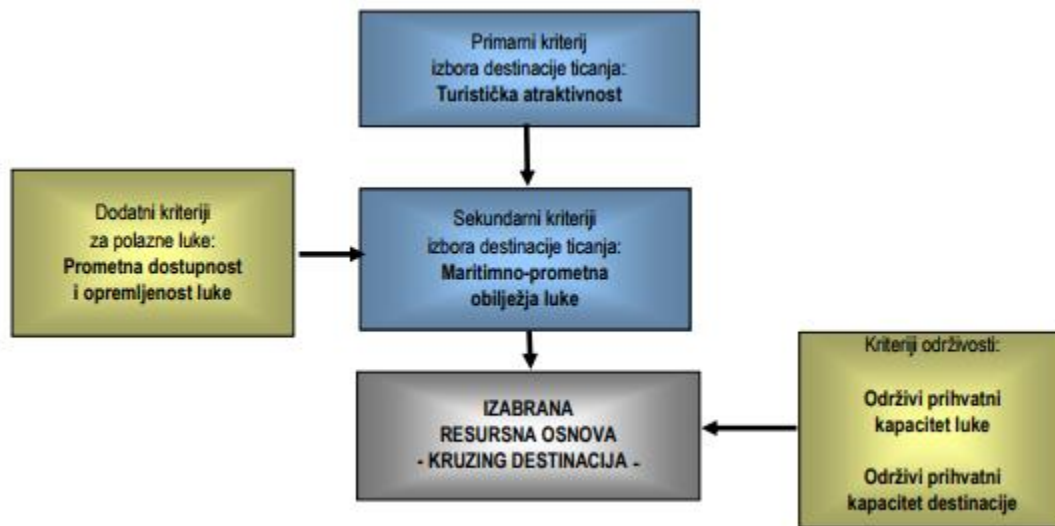 Primarni kriterij
izbora destinacije ticanja:
Turistička atraktivnost
Dodatni kriteriji
za polazne luke:
Prometna dostupnost
i opremljenost luke
Sekundarni kriteriji
izbora destinacije ticanja:
Maritimno-prometna
obilježja luke
Kriteriji održivosti:
Održivi prihvatni
kapacitet luke
Održivi prihvatni
kapacitet destinacije
IZABRANA
RESURSNA OSNOVA
- KRUZING DESTINACIJA -